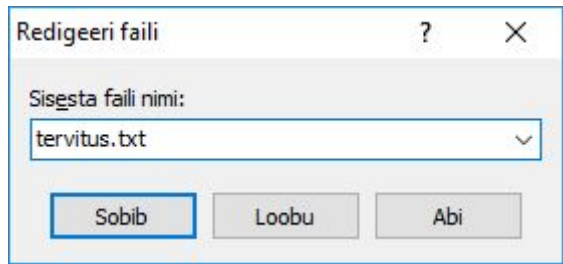 Redigeeri faili ?
Sisesta faili nimi:
tervitus.txt
Sobib Loobu Abi